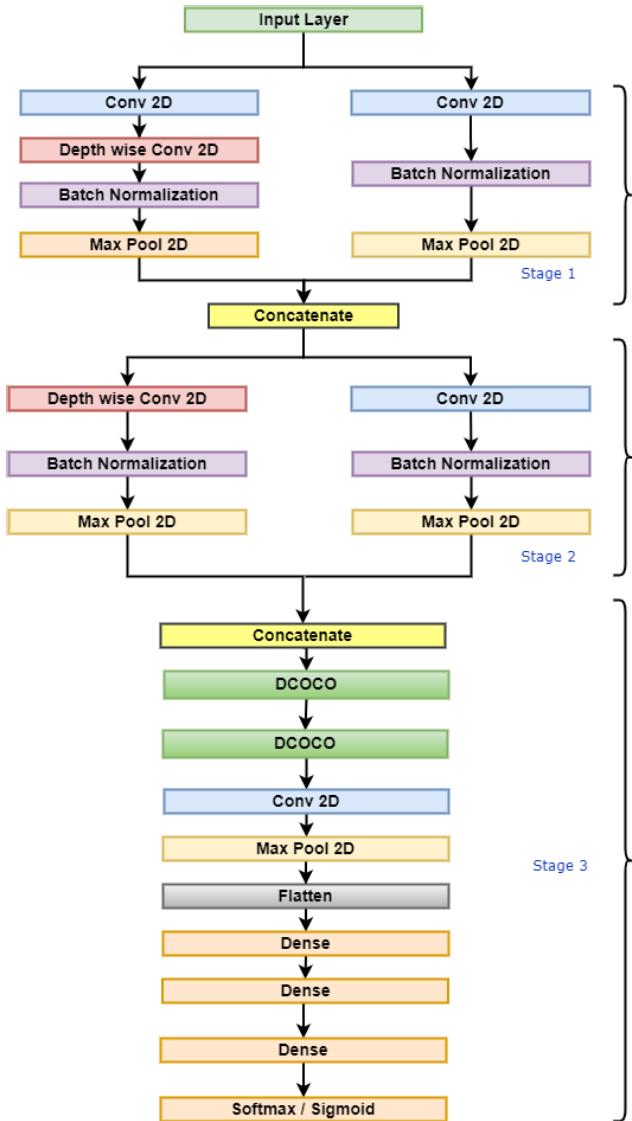 Input Layer
Conv 2D
Conv 2D
Depth wise Conv 2D
Batch Normalization
Batch Normalization
Max Pool 2D
Max Pool 2D
Stage 1
Concatenate
Depth wise Conv 2D
Conv 2D
Batch Normalization
Batch Normalization
Max Pool 2D
Max Pool 2D
Stage 2
Concatenate
DCOCO
DCOCO
Conv 2D
Max Pool 2D
Stage 3
Flatten
Dense
Dense
Dense
Softmax / Sigmoid